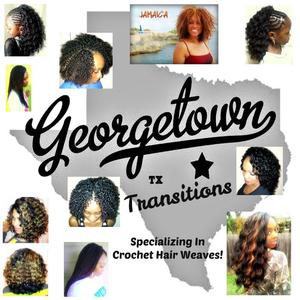 JAMAICA
Georgetown
TX
Transitions
Specializing In
Crochet Hair Weaves!